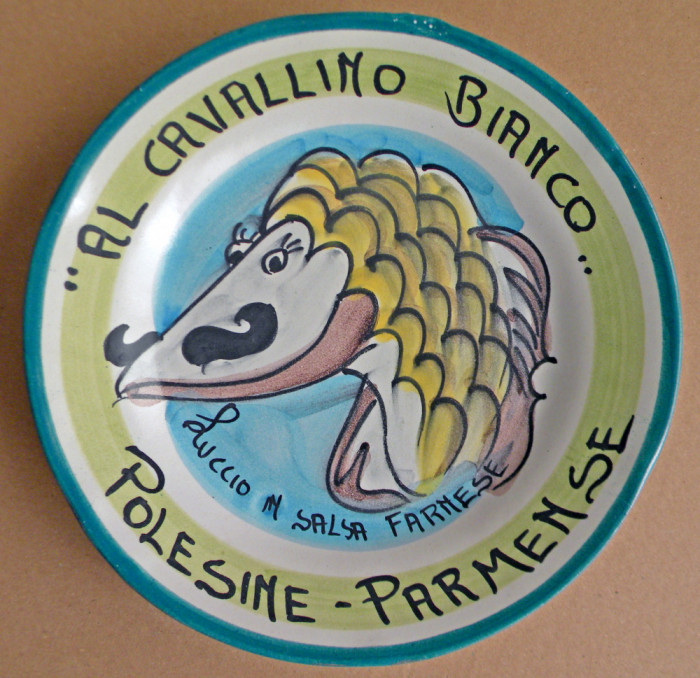 "AL CAVALLINO BIANCO"
Luccio in SALSA FARNESE
POLESINE - PARMENSE